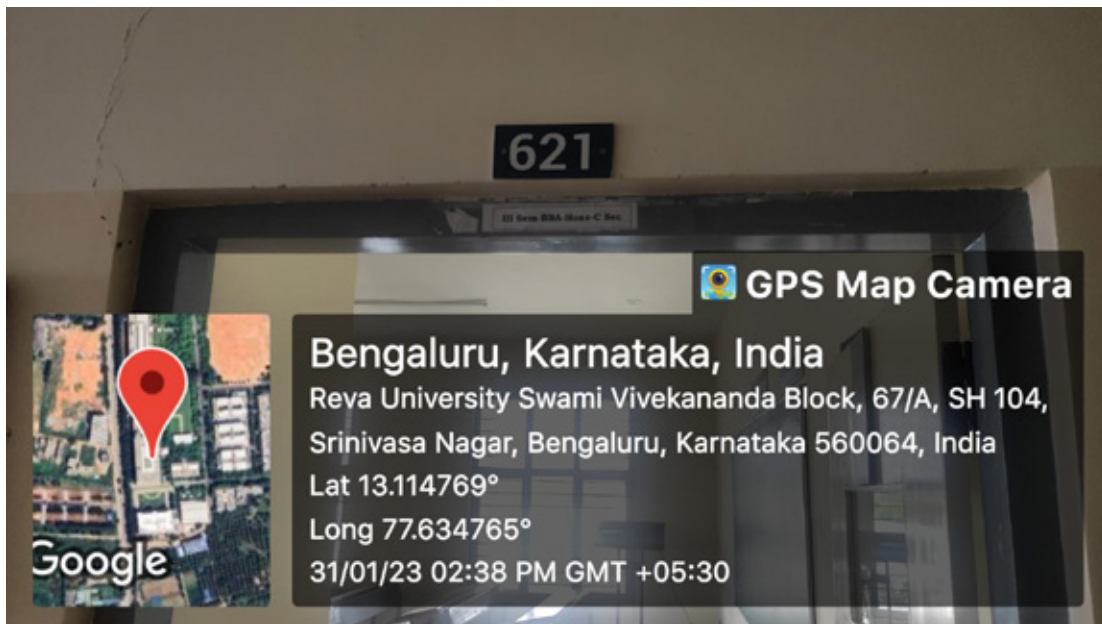 621
III Sem BBA-Hons-C Sec
GPS Map Camera
Bengaluru, Karnataka, India
Reva University Swami Vivekananda Block, 67/A, SH 104,
Srinivasa Nagar, Bengaluru, Karnataka 560064, India
Lat 13.114769°
Long 77.634765°
31/01/23 02:38 PM GMT +05:30
Google